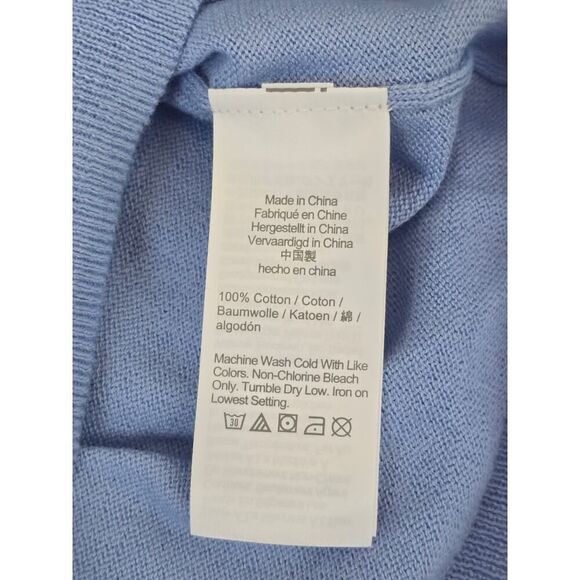 Made in China
Fabriqué en Chine
Hergestellt in China
Vervaardigd in China
中国製
hecho en china
100% Cotton / Coton /
Baumwolle / Katoen / 綿 /
algodón
Machine Wash Cold With Like
Colors. Non-Chlorine Bleach
Only. Tumble Dry Low. Iron on
Lowest Setting.
30